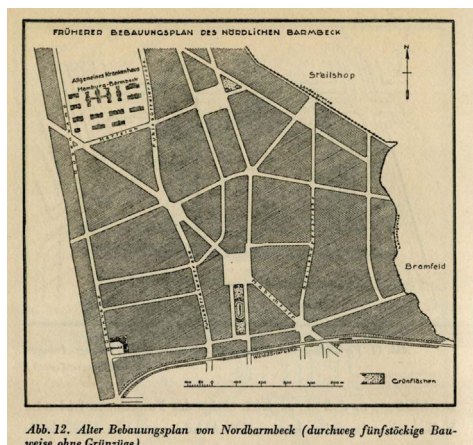 FRÜHERER BEBAUUNGSPLAN DES NÖRDLICHEN BARMBECK
N
Allgemeines Krankenhaus
Hamburg-Barmbeck
Steilshop
Bramfeld
Grünflächen
Abb. 12. Alter Bebauungsplan von Nordbarmbeck (durchweg fünfstöckige Bau-
weise ohne Grünzüge)